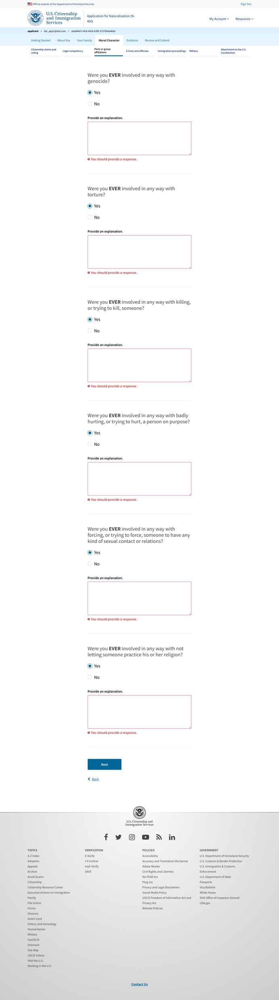 Official website of the Department of Homeland Security
Sign Out
U.S. Citizenship
and Immigration
Services
Application for Naturalization (N-
400)
My Account
Resources
applicant > dai_app1@test.com > ada844a7-efc8-49cb-b3f6-37370b4a460a
Getting Started About You Your Family Moral Character Evidence Review and Submit
Citizenship claims and
voting
Legal competency
Party or group
affiliations
Crimes and offenses
Immigration proceedings
Military
Attachment to the U.S.
Constitution
Were you EVER involved in any way with
genocide?
Yes
No
Provide an explanation.
You should provide a response.
Were you EVER involved in any way with
torture?
Yes
No
Provide an explanation.
You should provide a response.
Were you EVER involved in any way with killing,
or trying to kill, someone?
Yes
No
Provide an explanation.
You should provide a response.
Were you EVER involved in any way with badly
hurting, or trying to hurt, a person on purpose?
Yes
No
Provide an explanation.
You should provide a response.
Were you EVER involved in any way with
forcing, or trying to force, someone to have any
kind of sexual contact or relations?
Yes
No
Provide an explanation.
You should provide a response.
Were you EVER involved in any way with not
letting someone practice his or her religion?
Yes
No
Provide an explanation.
You should provide a response.
Next
Back
U.S. Citizenship and
Immigration Services
TOPICS
A-Z Index
Adoption
Appeals
Archive
Avoid Scams
Citizenship
Citizenship Resource Center
Executive Actions on Immigration
Family
File Online
Forms
Glossary
Green Card
History and Genealogy
Humanitarian
Military
myUSCIS
Outreach
Site Map
USCIS Videos
Visit the U.S.
Working in the U.S.
VERIFICATION
E-Verify
I-9 Central
myE-Verify
SAVE
POLICIES
Accessibility
Accuracy and Translation Disclaimer
Adobe Reader
Civil Rights and Liberties
No FEAR Act
Plug-ins
Privacy and Legal Disclaimers
Social Media Policy
USCIS Freedom of Information Act and
Privacy Act
Website Policies
GOVERNMENT
U.S. Department of Homeland Security
U.S. Customs & Border Protection
U.S. Immigration & Customs
Enforcement
U.S. Department of State
Passports
Visa Bulletin
White House
DHS Office of Inspector General
USA.gov
Contact Us